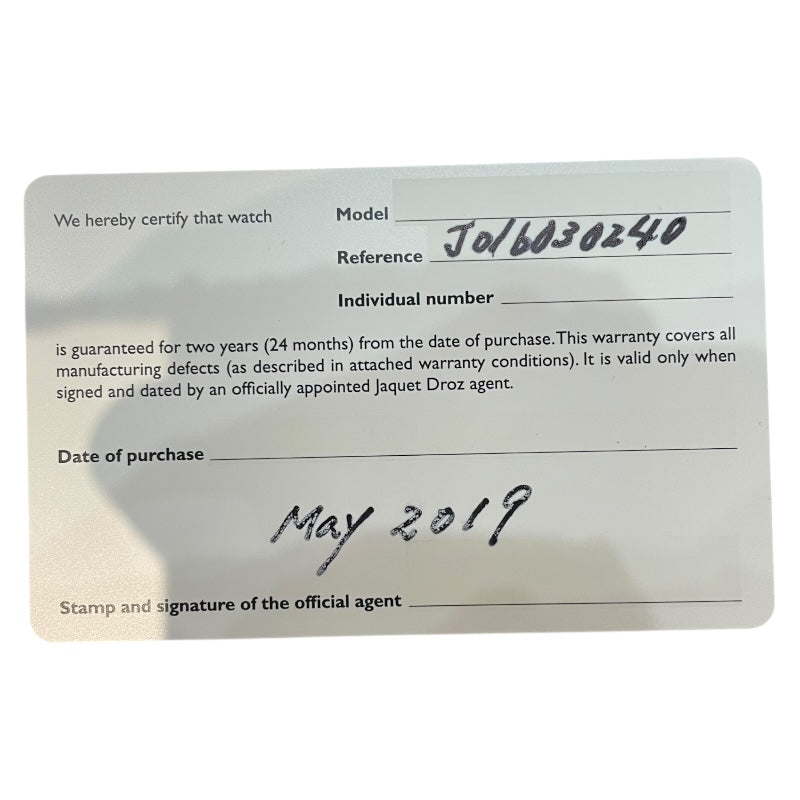 We hereby certify that watch
Model
Reference J016030240
Individual number
is guaranteed for two years (24 months) from the date of purchase. This warranty covers all
manufacturing defects (as described in attached warranty conditions). It is valid only when
signed and dated by an officially appointed Jaquet Droz agent.
Date of purchase
May 2019
Stamp and signature of the official agent